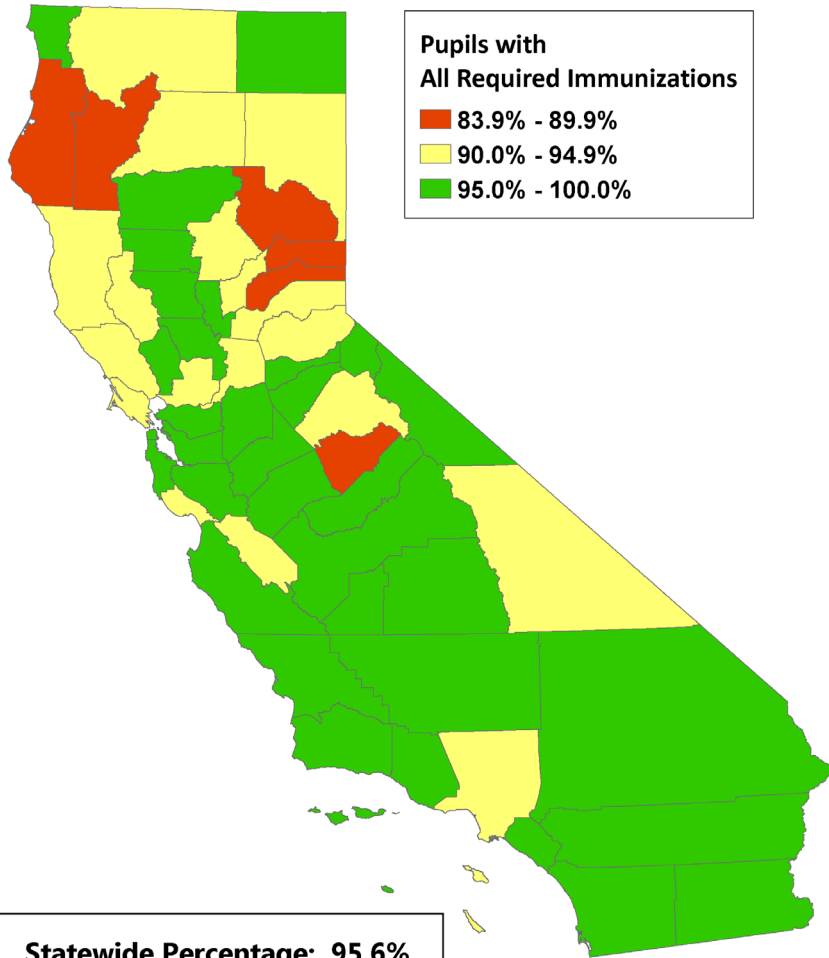 Pupils with
All Required Immunizations
83.9% - 89.9%
90.0% - 94.9%
95.0% - 100.0%
Statewide Percentage: 95.6%